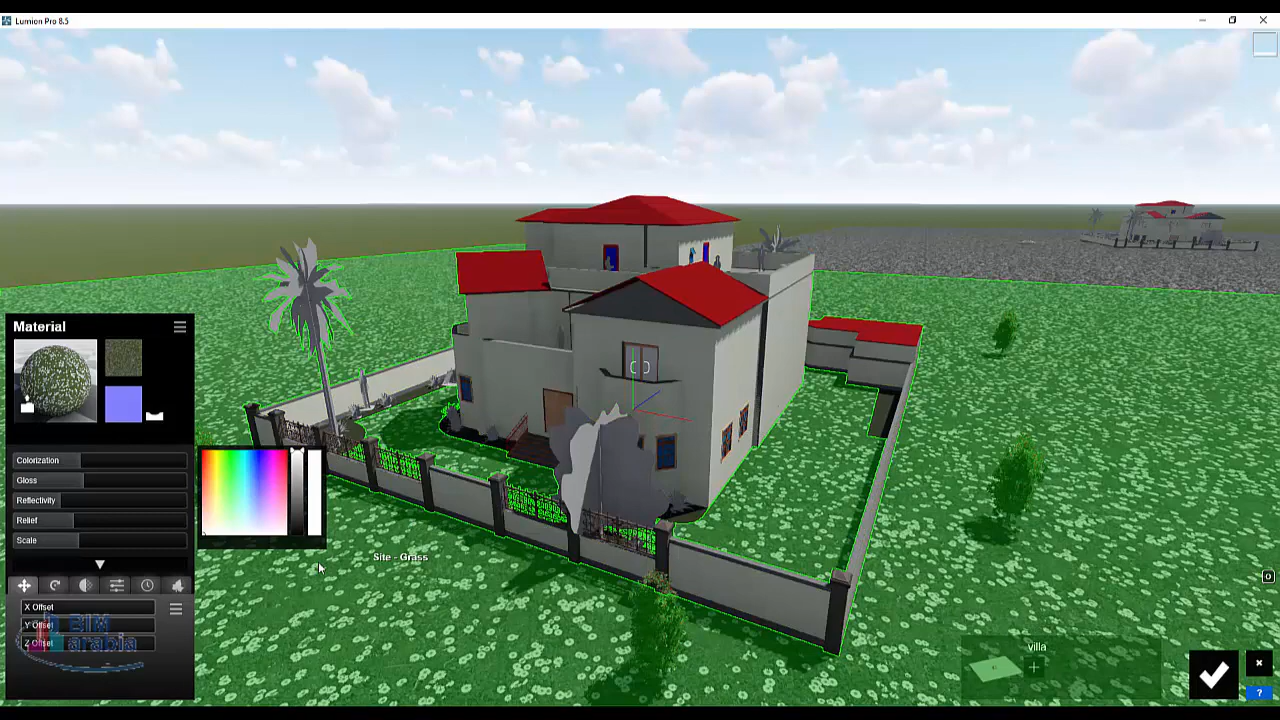 Lumion Pro 8.5
Material
Colorization
Gloss
Reflectivity
Relief
Scale
X Offset
Y Offset
Z Offset
BIM
arabia
Site - Grass
villa
?